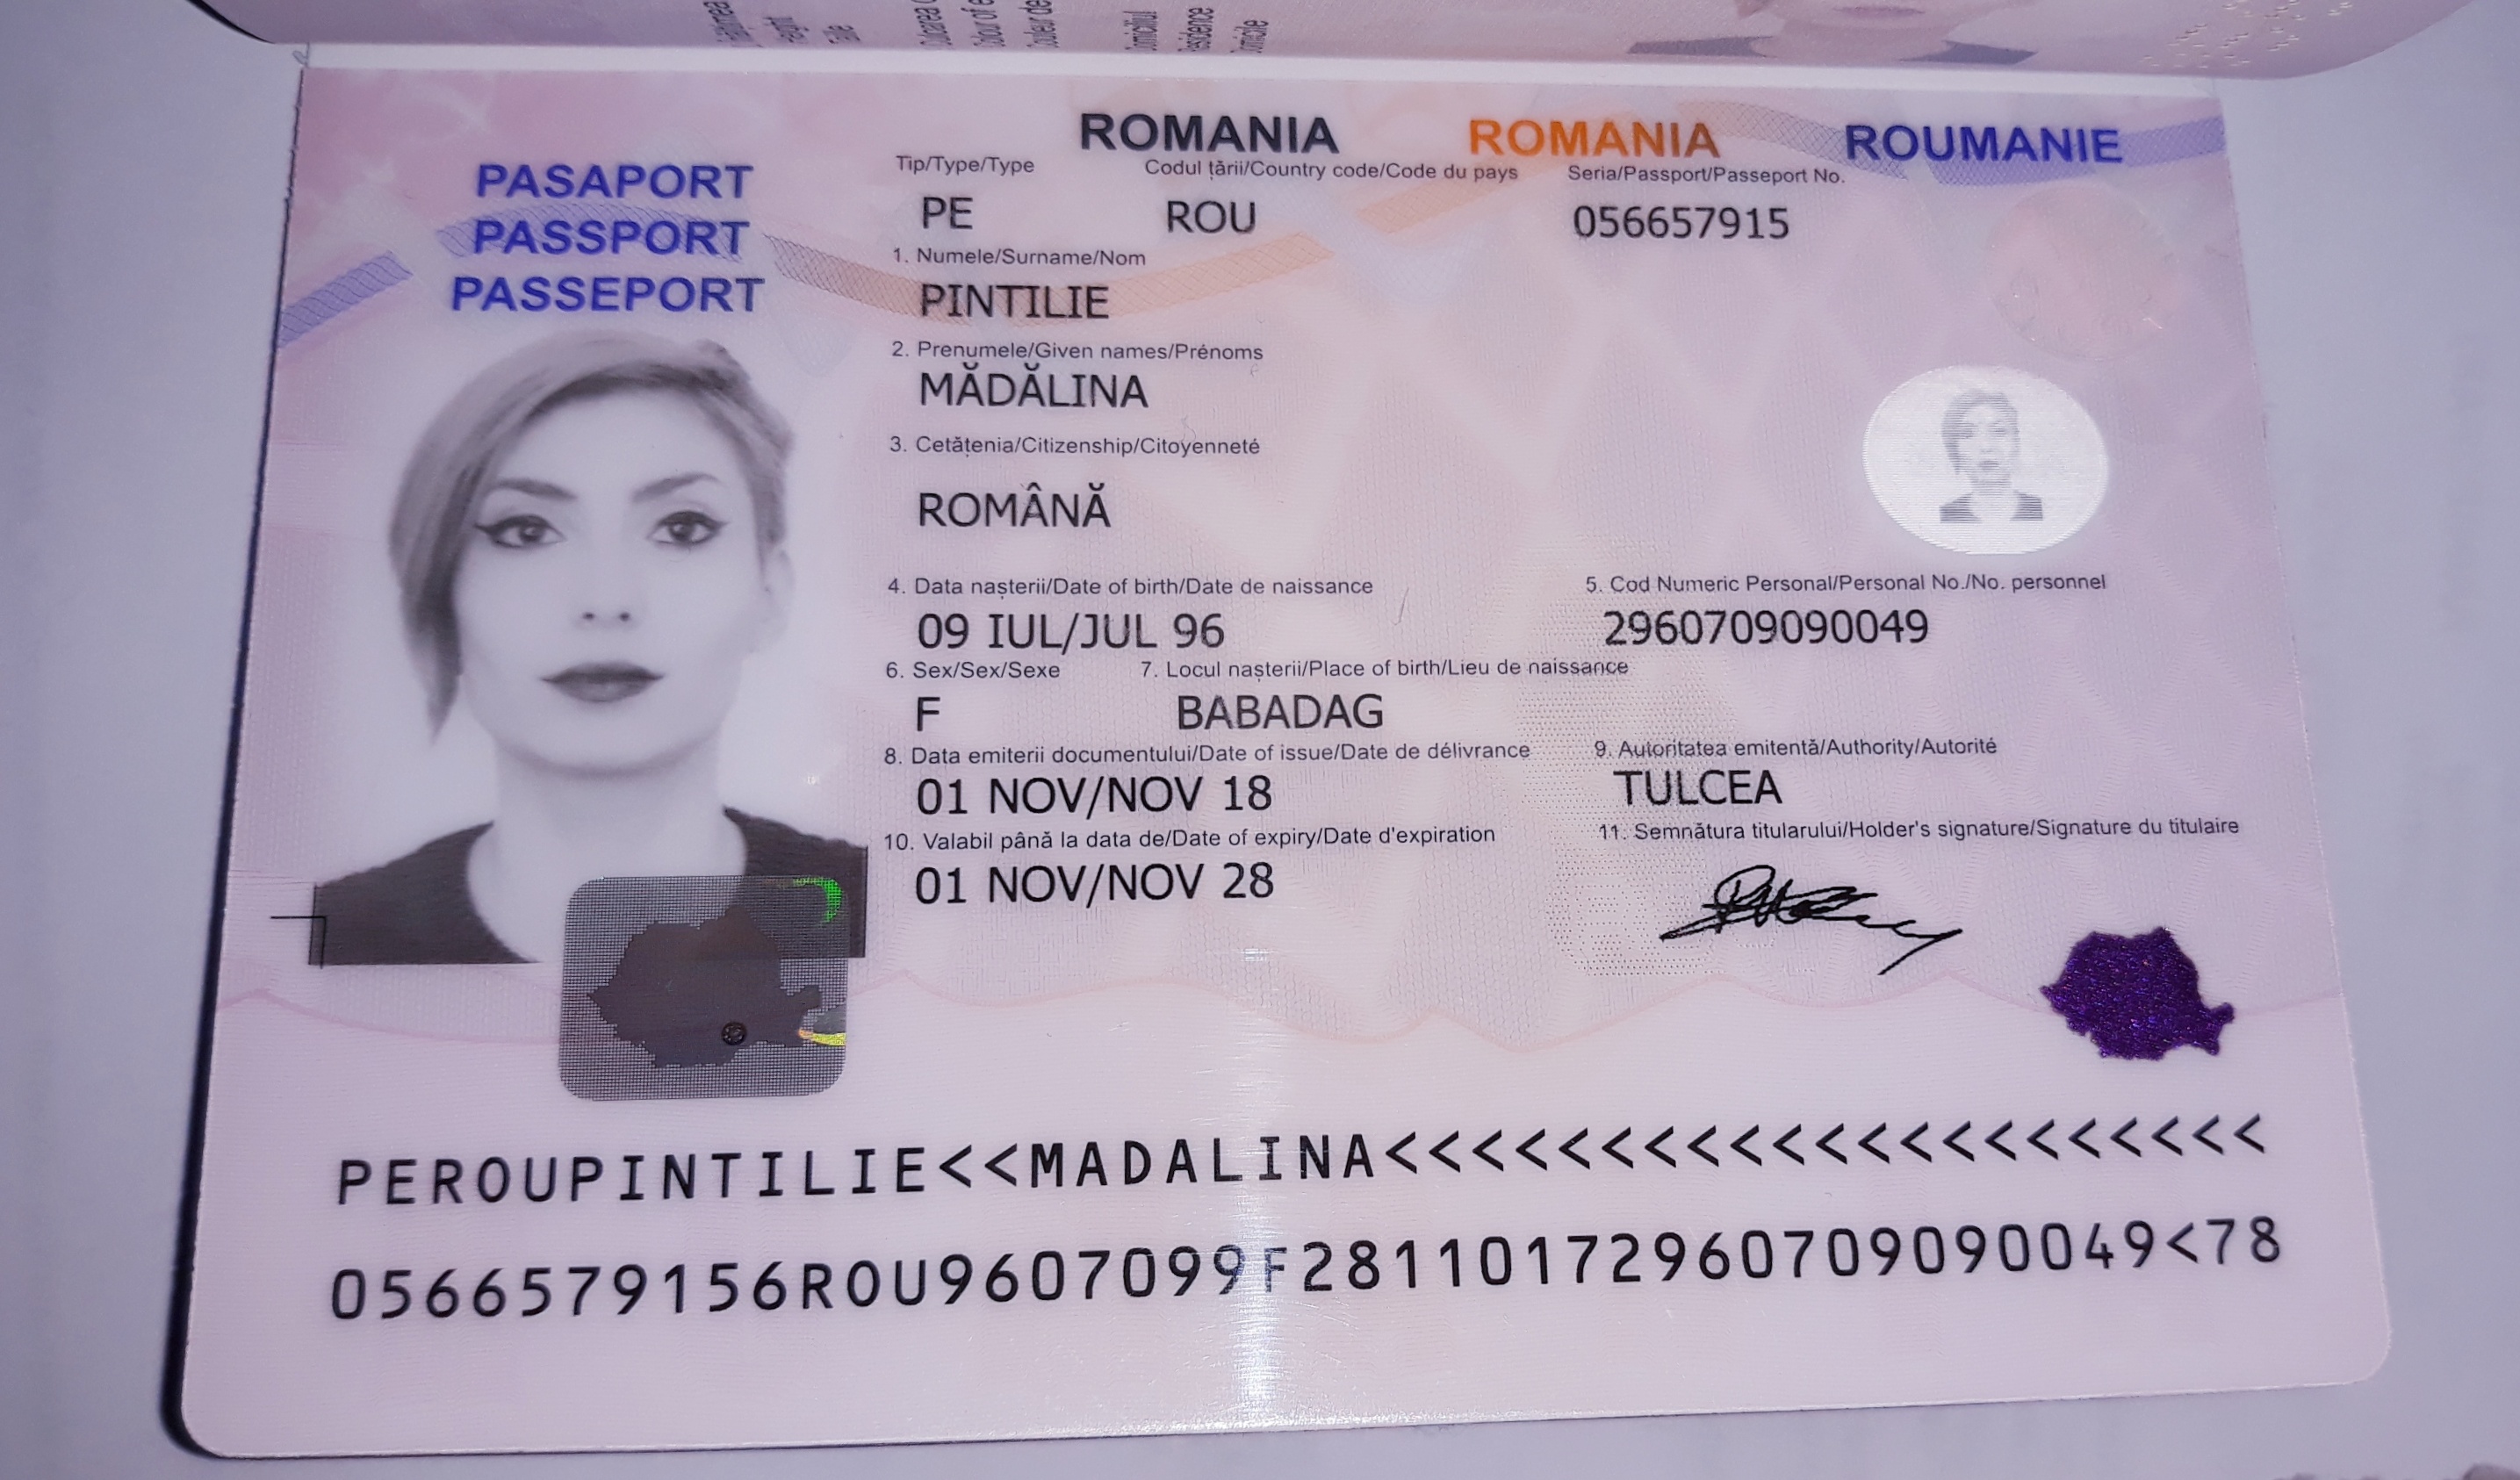 ROMANIA ROMANIA ROUMANIE
PASAPORT
PASSPORT
PASSEPORT
Tip/Type/Type Codul țării/Country code/Code du pays Seria/Passport/Passeport No.
PE ROU 056657915
1. Numele/Surname/Nom
PINTILIE
2. Prenumele/Given names/Prénoms
MĂDĂLINA
3. Cetățenia/Citizenship/Citoyenneté
ROMÂNĂ
4. Data nașterii/Date of birth/Date de naissance 5. Cod Numeric Personal/Personal No./No. personnel
09 IUL/JUL 96 2960709090049
6. Sex/Sex/Sexe 7. Locul nașterii/Place of birth/Lieu de naissance
F BABADAG
8. Data emiterii documentului/Date of issue/Date de délivrance 9. Autoritatea emitentă/Authority/Autorité
01 NOV/NOV 18 TULCEA
10. Valabil până la data de/Date of expiry/Date d'expiration 11. Semnătura titularului/Holder's signature/Signature du titulaire
01 NOV/NOV 28
PEROUPINTILIE<<MADALINA<<<<<<<<<<<<<<<<<<<<<
0566579156ROU9607099F28110172960709090049<78